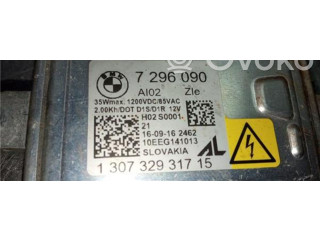 OVOKO
7 296 090
AI02 Zle
35Wmax. 1200VDC/85VAC
2.00Kh/DOT D1S/D1R 12V
H02 S0001.
21
16-09-16 2462
10EEG141013
SLOVAKIA
1 307 329 317 15
AL